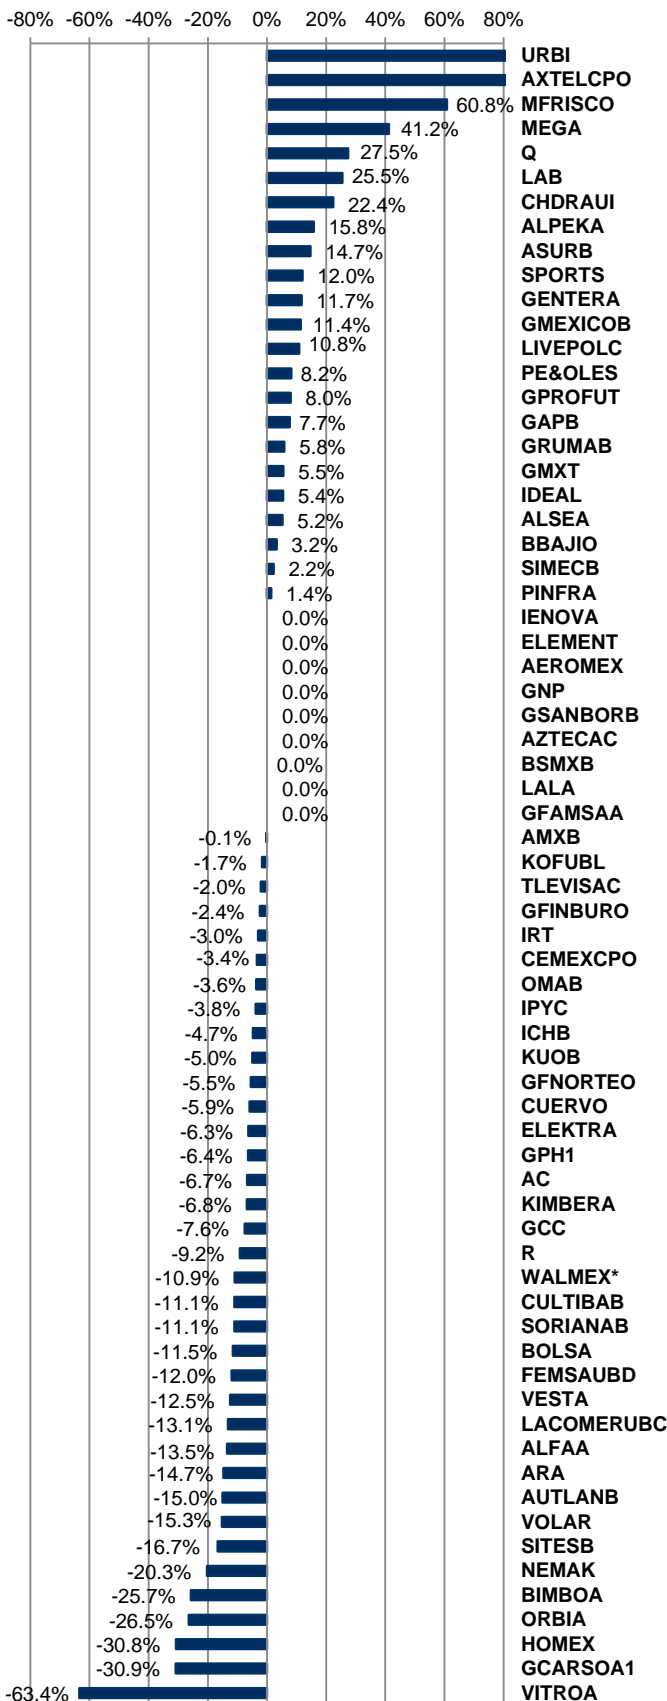 -80% -60% -40% -20% 0% 20% 40% 60% 80%
URBI
AXTELCPO
60.8% MFRISCO
41.2% MEGA
27.5% Q
25.5% LAB
22.4% CHDRAUI
15.8% ALPEKA
14.7% ASURB
12.0% SPORTS
11.7% GENTERA
11.4% GMEXICOB
10.8% LIVEPOLC
8.2% PE&OLES
8.0% GPROFUT
7.7% GAPB
5.8% GRUMAB
5.5% GMXT
5.4% IDEAL
5.2% ALSEA
3.2% BBAJIO
2.2% SIMECB
1.4% PINFRA
0.0% IENOVA
0.0% ELEMENT
0.0% AEROMEX
0.0% GNP
0.0% GSANBORB
0.0% AZTECAC
0.0% BSMXB
0.0% LALA
0.0% GFAMSAA
-0.1% AMXB
-1.7% KOFUBL
-2.0% TLEVISAC
-2.4% GFINBURO
-3.0% IRT
-3.4% CEMEXCPO
-3.6% OMAB
-3.8% IPYC
-4.7% ICHB
-5.0% KUOB
-5.5% GFNORTEO
-5.9% CUERVO
-6.3% ELEKTRA
-6.4% GPH1
-6.7% AC
-6.8% KIMBERA
-7.6% GCC
-9.2% R
-10.9% WALMEX*
-11.1% CULTIBAB
-11.1% SORIANAB
-11.5% BOLSA
-12.0% FEMSAUBD
-12.5% VESTA
-13.1% LACOMERUBC
-13.5% ALFAA
-14.7% ARA
-15.0% AUTLANB
-15.3% VOLAR
-16.7% SITESB
-20.3% NEMAK
-25.7% BIMBOA
-26.5% ORBIA
-30.8% HOMEX
-30.9% GCARSOA1
-63.4% VITROA